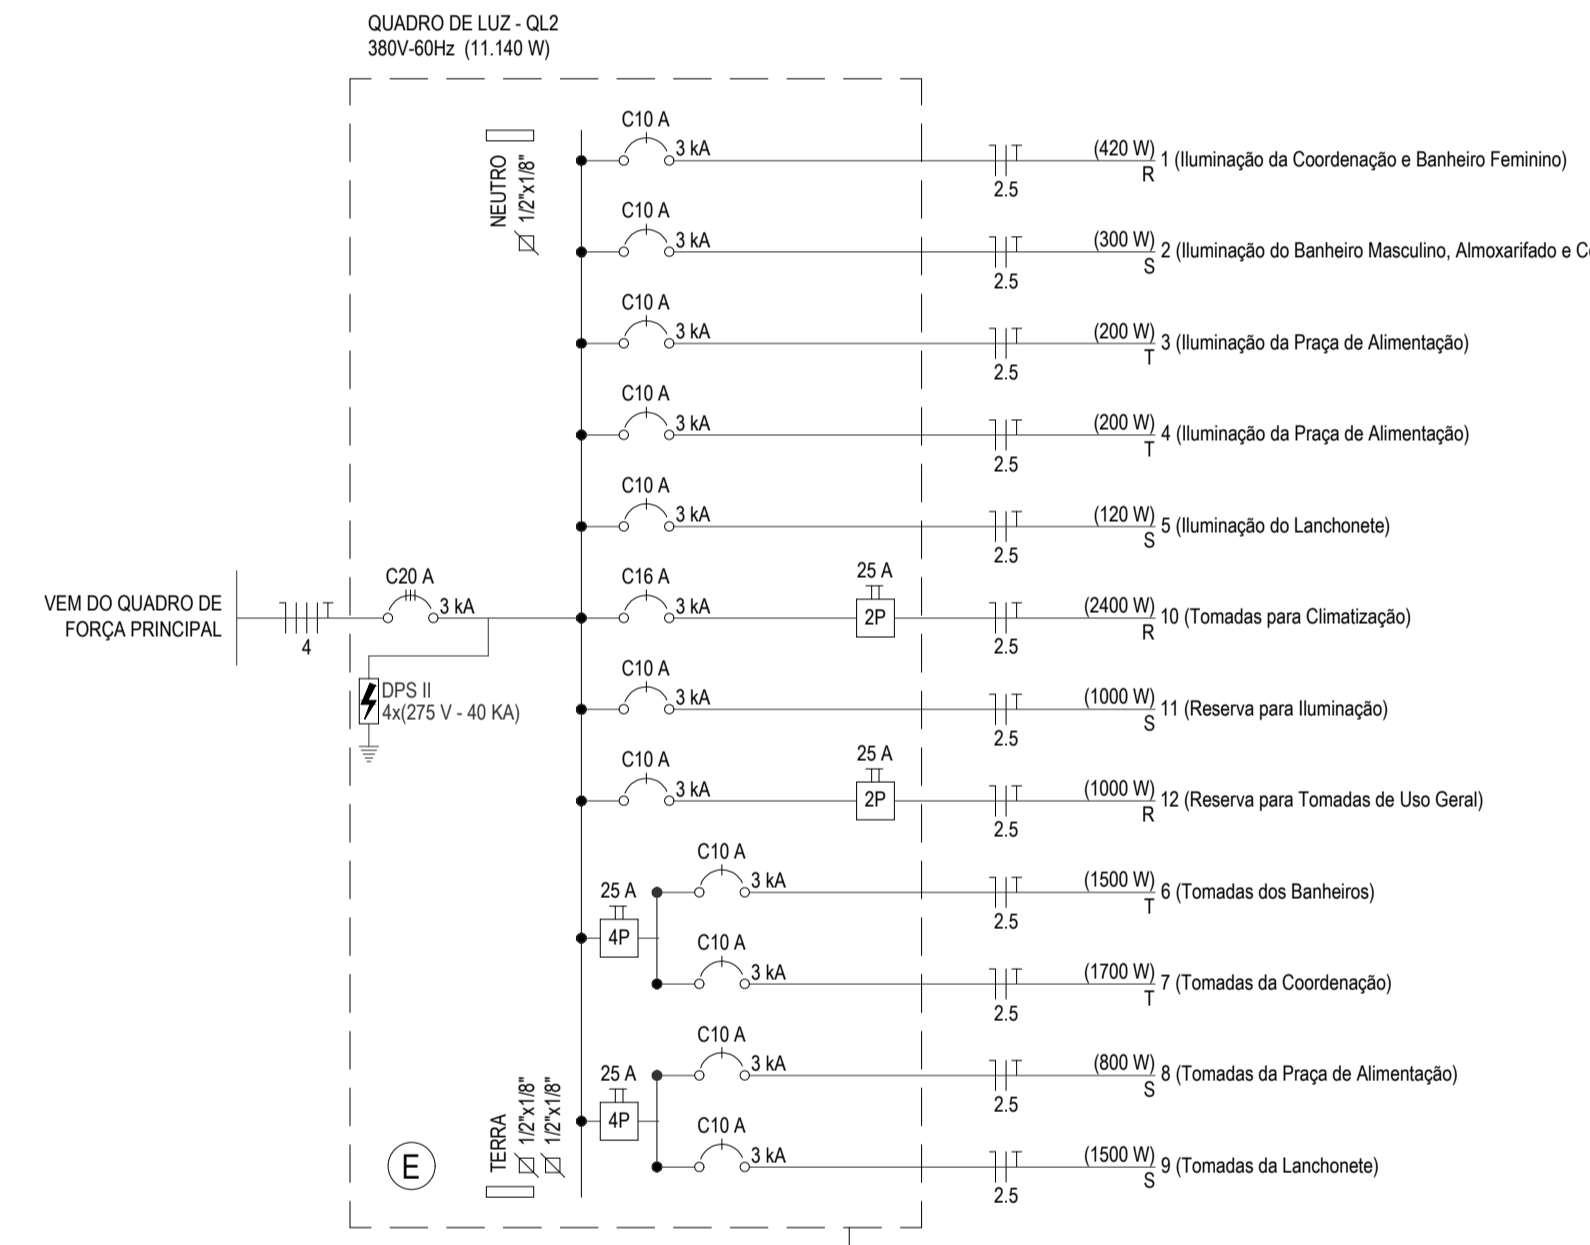 QUADRO DE LUZ - QL2
380V-60Hz (11.140 W)
NEUTRO
1/2"x1/8"
C10 A
3 kA
2.5
(420 W)
R
1 (Iluminação da Coordenação e Banheiro Feminino)
C10 A
3 kA
2.5
(300 W)
S
2 (Iluminação do Banheiro Masculino, Almoxarifado e
C10 A
3 kA
2.5
(200 W)
T
3 (Iluminação da Praça de Alimentação)
C10 A
3 kA
2.5
(200 W)
T
4 (Iluminação da Praça de Alimentação)
C10 A
3 kA
2.5
(120 W)
S
5 (Iluminação do Lanchonete)
VEM DO QUADRO DE
FORÇA PRINCIPAL
4
C20 A
3 kA
DPS II
4x(275 V - 40 KA)
C16 A
3 kA
25 A
2P
2.5
(2400 W)
R
10 (Tomadas para Climatização)
C10 A
3 kA
2.5
(1000 W)
S
11 (Reserva para Iluminação)
C10 A
3 kA
25 A
2P
2.5
(1000 W)
R
12 (Reserva para Tomadas de Uso Geral)
25 A
4P
C10 A
3 kA
2.5
(1500 W)
T
6 (Tomadas dos Banheiros)
C10 A
3 kA
2.5
(1700 W)
T
7 (Tomadas da Coordenação)
25 A
4P
C10 A
3 kA
2.5
(800 W)
S
8 (Tomadas da Praça de Alimentação)
C10 A
3 kA
2.5
(1500 W)
S
9 (Tomadas da Lanchonete)
TERRA
1/2"x1/8"
1/2"x1/8"
E